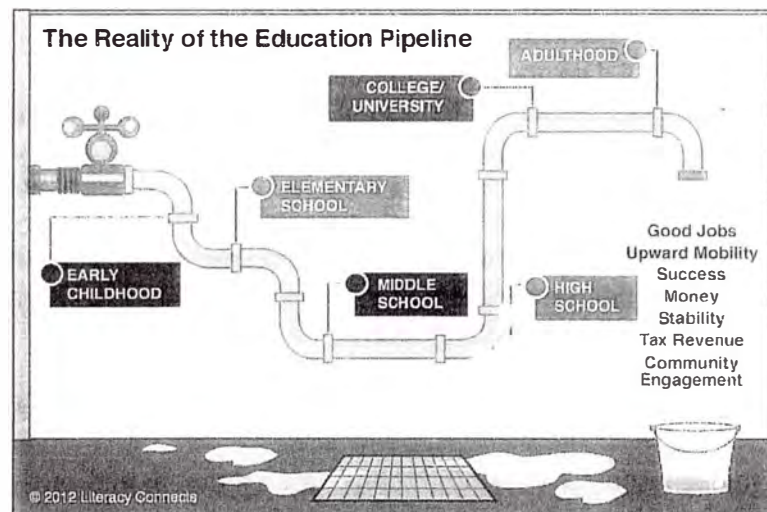 The Reality of the Education Pipeline
ADULTHOOD
COLLEGE/
UNIVERSITY
ELEMENTARY
SCHOOL
EARLY
CHILDHOOD
MIDDLE
SCHOOL
HIGH
SCHOOL
Good Jobs
Upward Mobility
Success
Money
Stability
Tax Revenue
Community
Engagement
© 2012 Literacy Connects